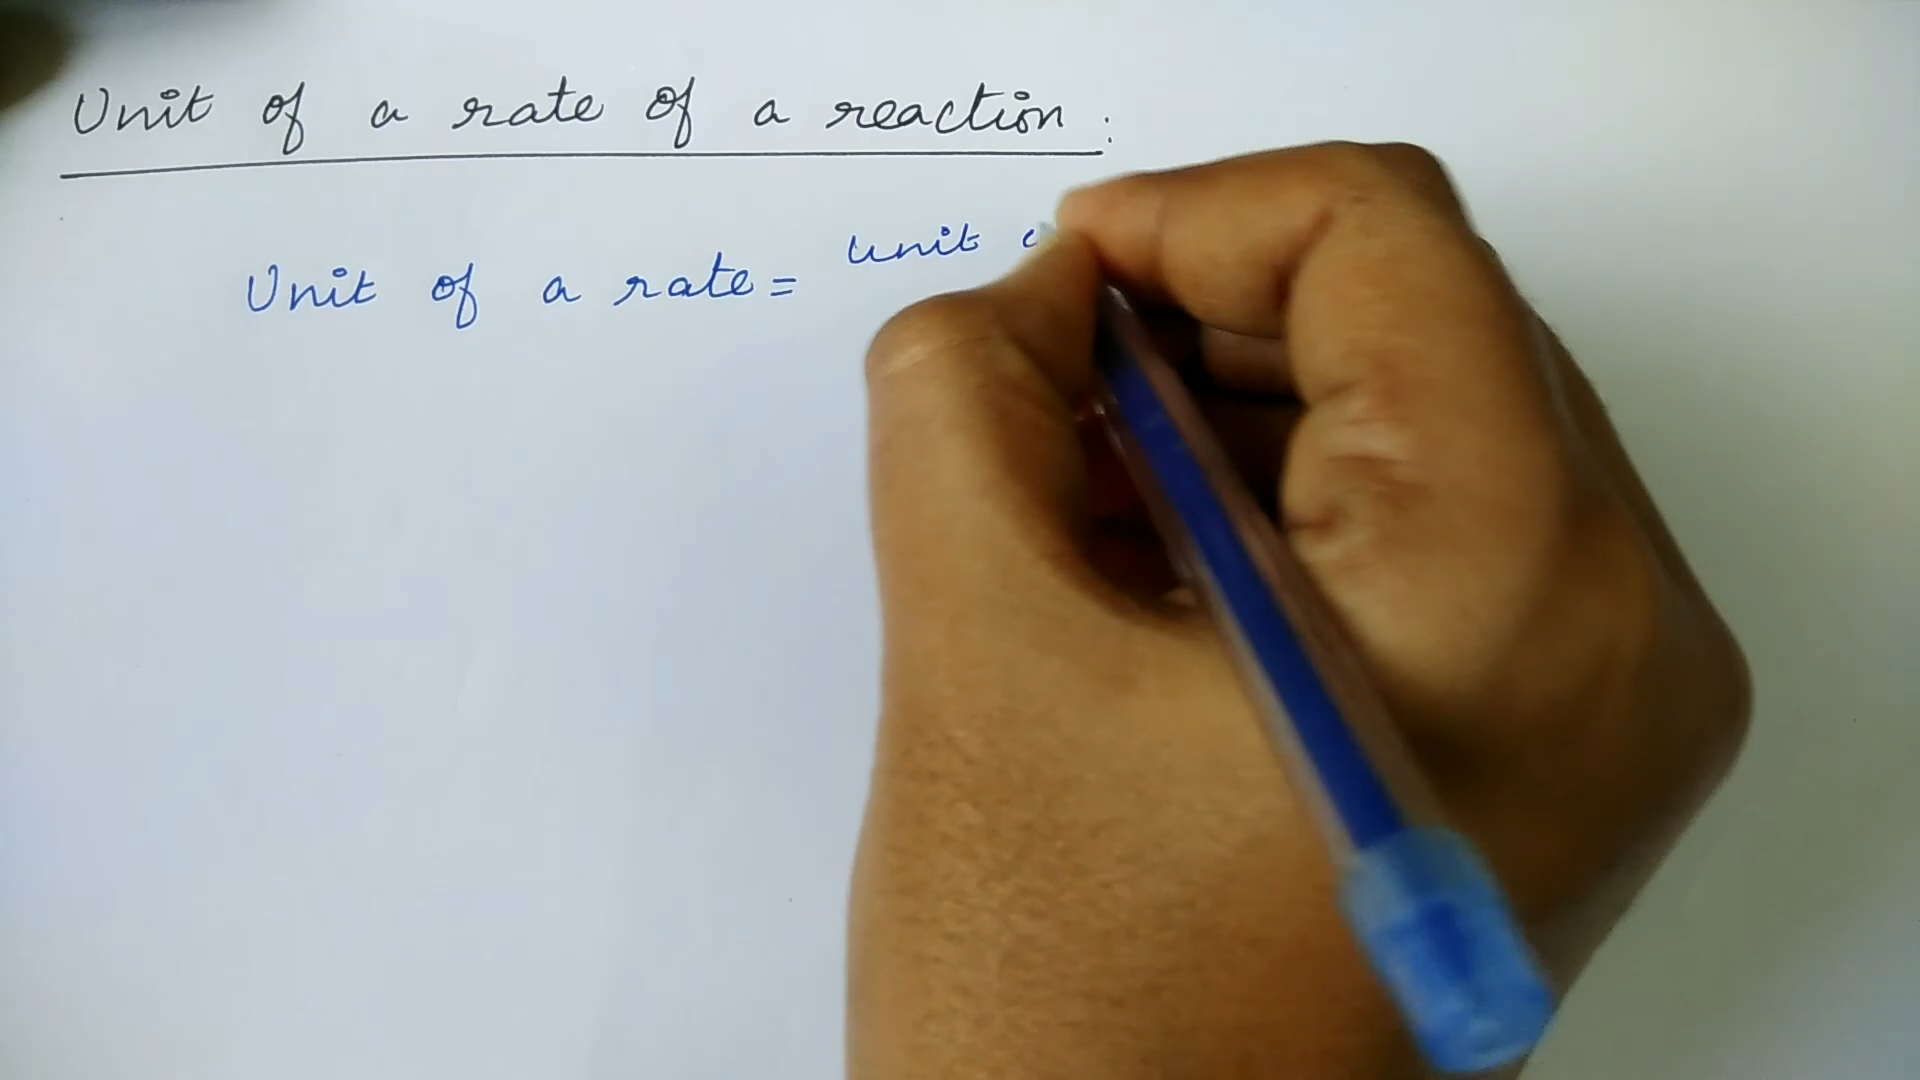 Unit of a rate of a reaction :
Unit of a rate = unit